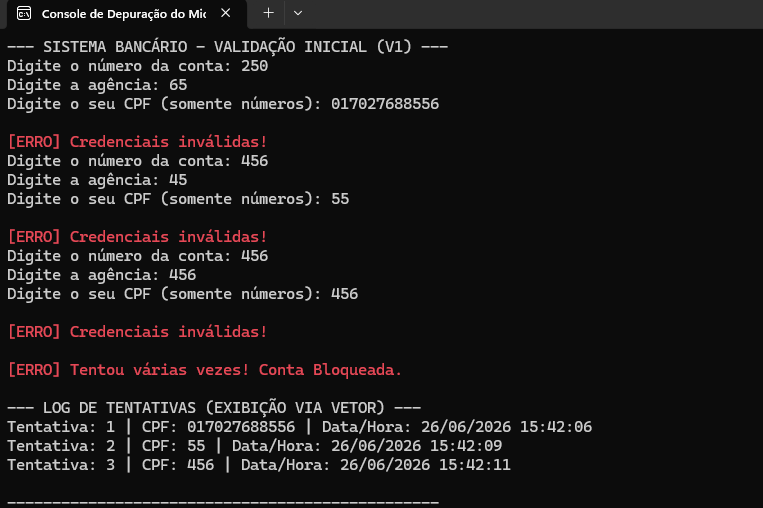 Console de Depuração do Mic
--- SISTEMA BANCÁRIO - VALIDAÇÃO INICIAL (V1) ---
Digite o número da conta: 250
Digite a agência: 65
Digite o seu CPF (somente números): 017027688556
[ERRO] Credenciais inválidas!
Digite o número da conta: 456
Digite a agência: 45
Digite o seu CPF (somente números): 55
[ERRO] Credenciais inválidas!
Digite o número da conta: 456
Digite a agência: 456
Digite o seu CPF (somente números): 456
[ERRO] Credenciais inválidas!
[ERRO] Tentou várias vezes! Conta Bloqueada.
--- LOG DE TENTATIVAS (EXIBIÇÃO VIA VETOR) ---
Tentativa: 1 | CPF: 017027688556 | Data/Hora: 26/06/2026 15:42:06
Tentativa: 2 | CPF: 55 | Data/Hora: 26/06/2026 15:42:09
Tentativa: 3 | CPF: 456 | Data/Hora: 26/06/2026 15:42:11
------------------------------------------------